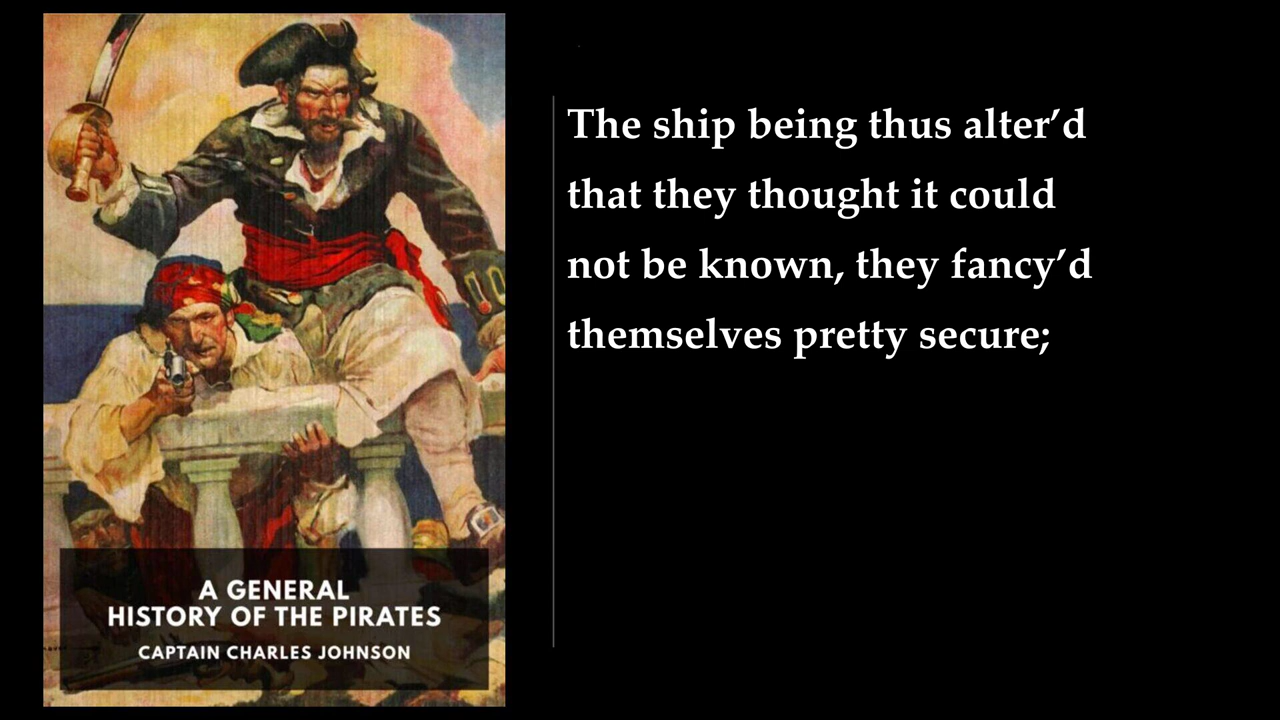 The ship being thus alter’d
that they thought it could
not be known, they fancy’d
themselves pretty secure;
A GENERAL
HISTORY OF THE PIRATES
CAPTAIN CHARLES JOHNSON